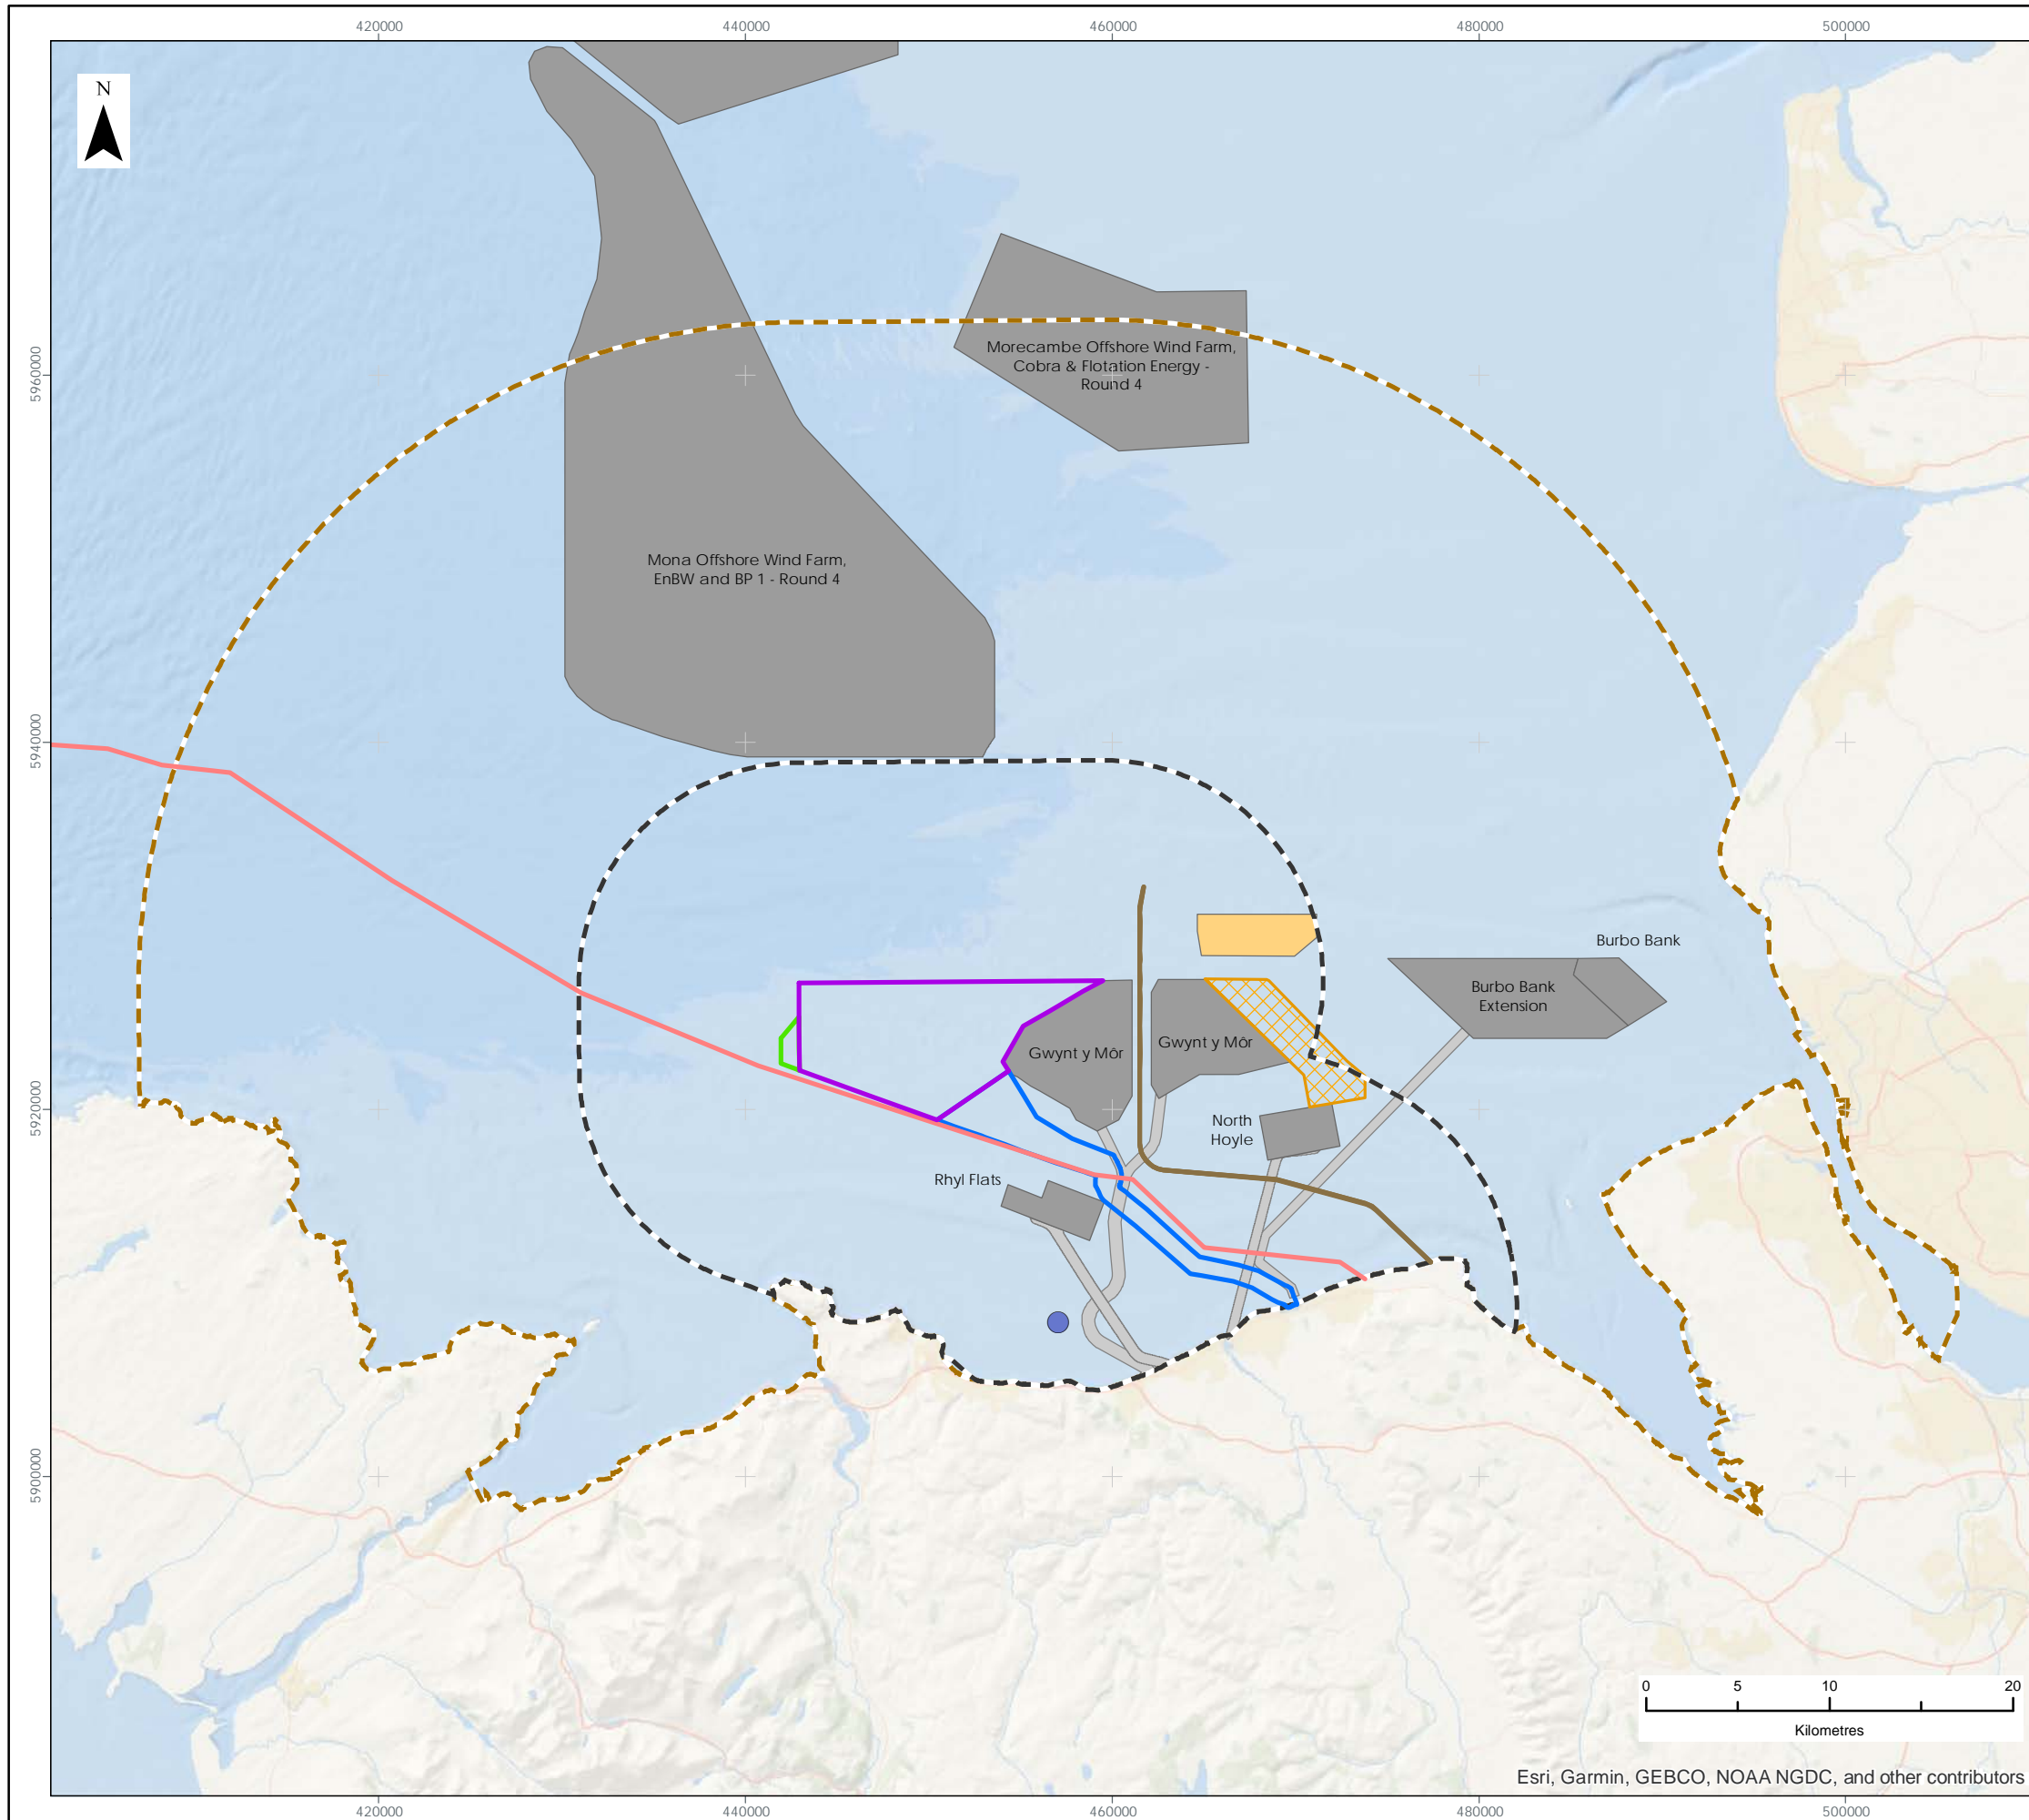 420000
440000
460000
480000
500000
N
5960000
5940000
5920000
5900000
Morecambe Offshore Wind Farm,
Cobra & Flotation Energy -
Round 4
Mona Offshore Wind Farm,
EnBW and BP 1 - Round 4
Burbo Bank
Burbo Bank
Extension
Gwynt y Môr
Gwynt y Môr
North
Hoyle
Rhyl Flats
0
5
10
20
Kilometres
Esri, Garmin, GEBCO, NOAA NGDC, and other contributors
420000
440000
460000
480000
500000